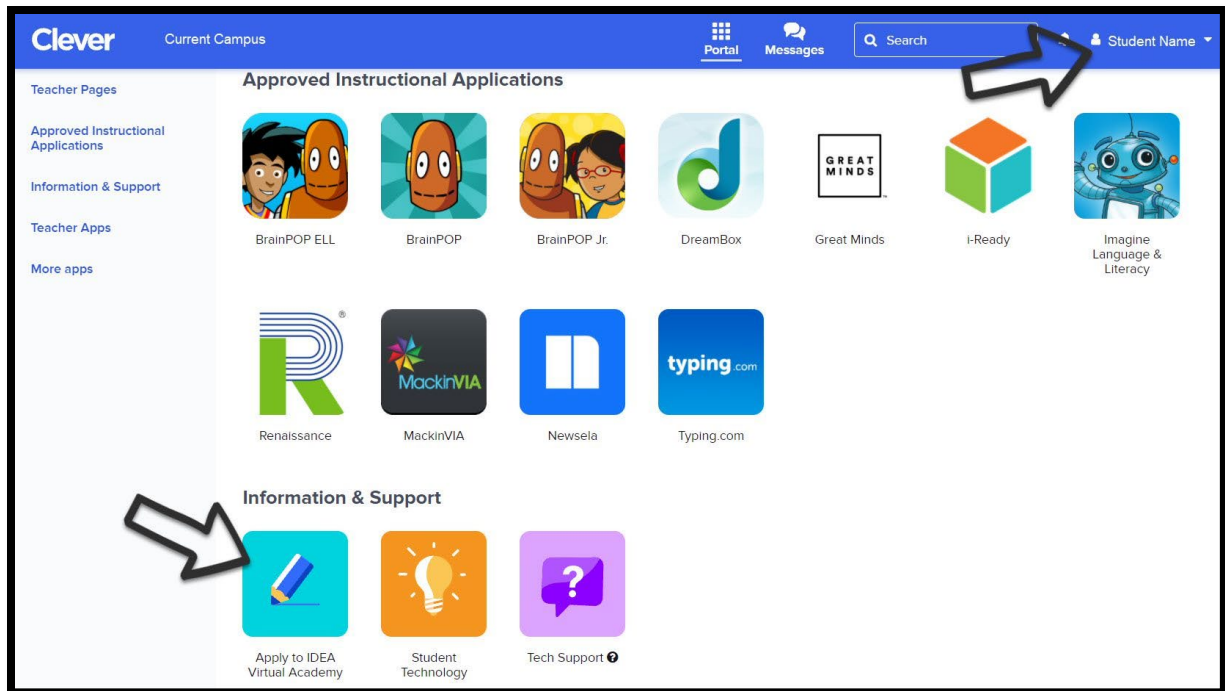 Clever
Current Campus
Portal
Messages
Search
Student Name
Teacher Pages
Approved Instructional
Applications
Information & Support
Teacher Apps
More apps
Approved Instructional Applications
GREAT
MINDS
BrainPOP ELL
BrainPOP
BrainPOP Jr.
DreamBox
Great Minds
i-Ready
Imagine
Language &
Literacy
R
®
MackinVIA
typing.com
Renaissance
MackinVIA
Newsela
Typing.com
Information & Support
?
Apply to IDEA
Virtual Academy
Student
Technology
Tech Support ?